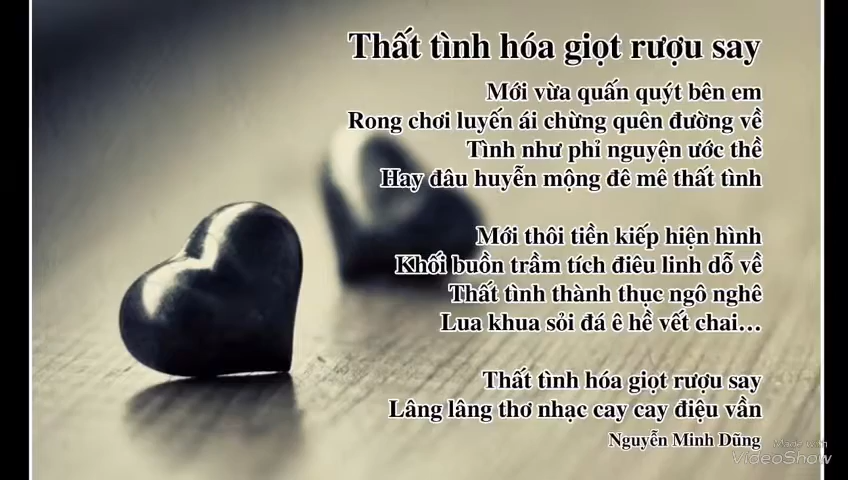 Thất tình hóa giọt rượu say
Mới vừa quấn quýt bên em
Rong chơi luyến ái chừng quên đường về
Tình như phỉ nguyện ước thề
Hay đâu huyễn mộng đê mê thất tình
Mới thôi tiền kiếp hiện hình
Khối buồn trầm tích điêu linh dỗ về
Thất tình thành thục ngô nghê
Lua khua sỏi đá ê hề vết chai...
Thất tình hóa giọt rượu say
Lâng lâng thơ nhạc cay cay điệu vần
Nguyễn Minh Dũng
Made with
VideoShow